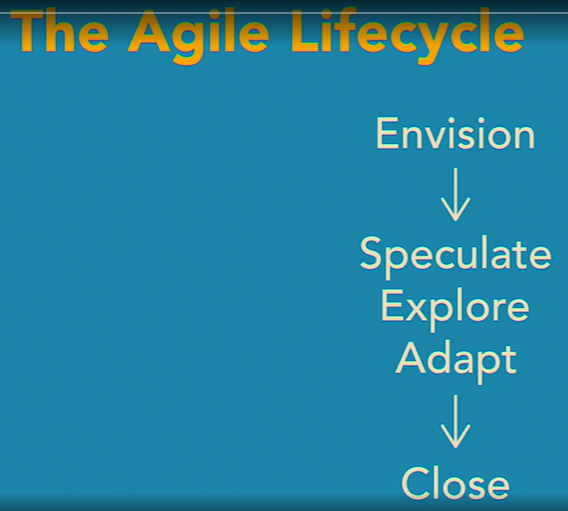 The Agile Lifecycle
Envision
Speculate
Explore
Adapt
Close